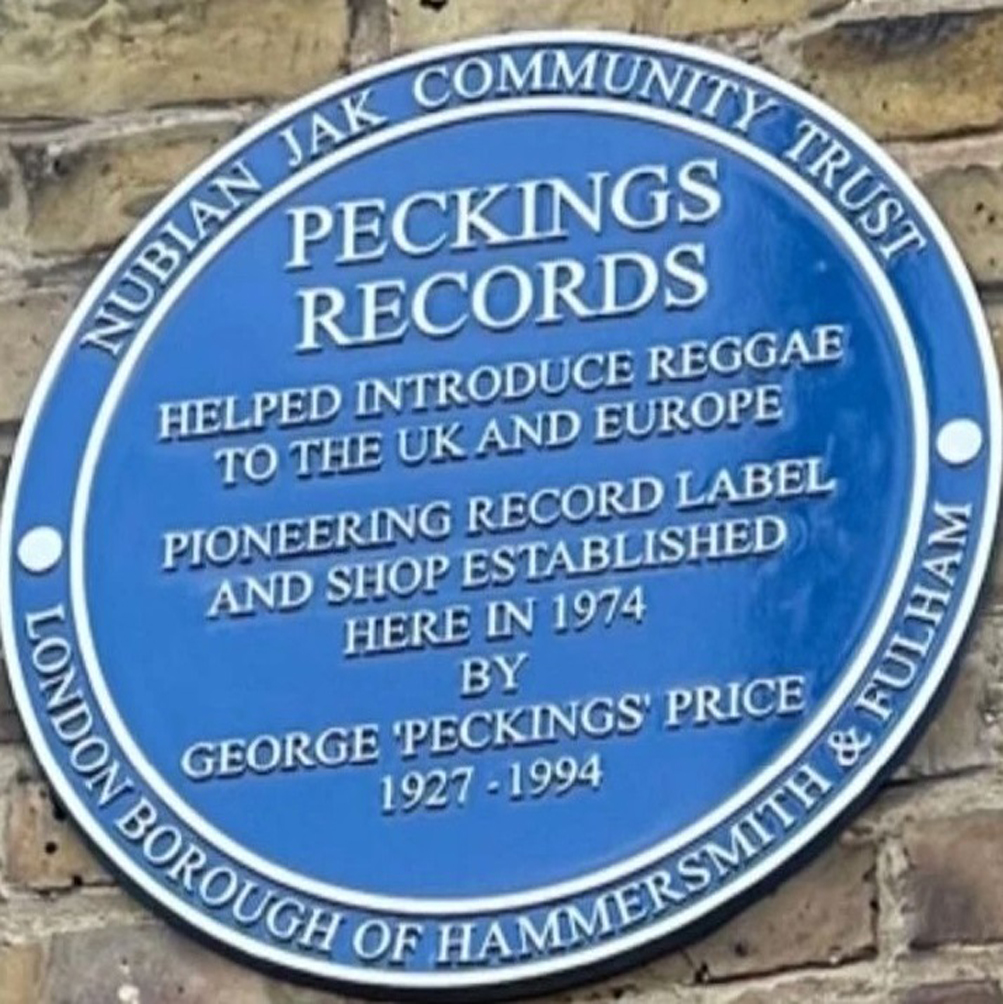 NUBIAN JAK COMMUNITY TRUST
PECKINGS
RECORDS
HELPED INTRODUCE REGGAE
TO THE UK AND EUROPE
PIONEERING RECORD LABEL
AND SHOP ESTABLISHED
HERE IN 1974
BY
GEORGE 'PECKINGS' PRICE
1927 - 1994
LONDON BOROUGH OF HAMMERSMITH & FULHAM